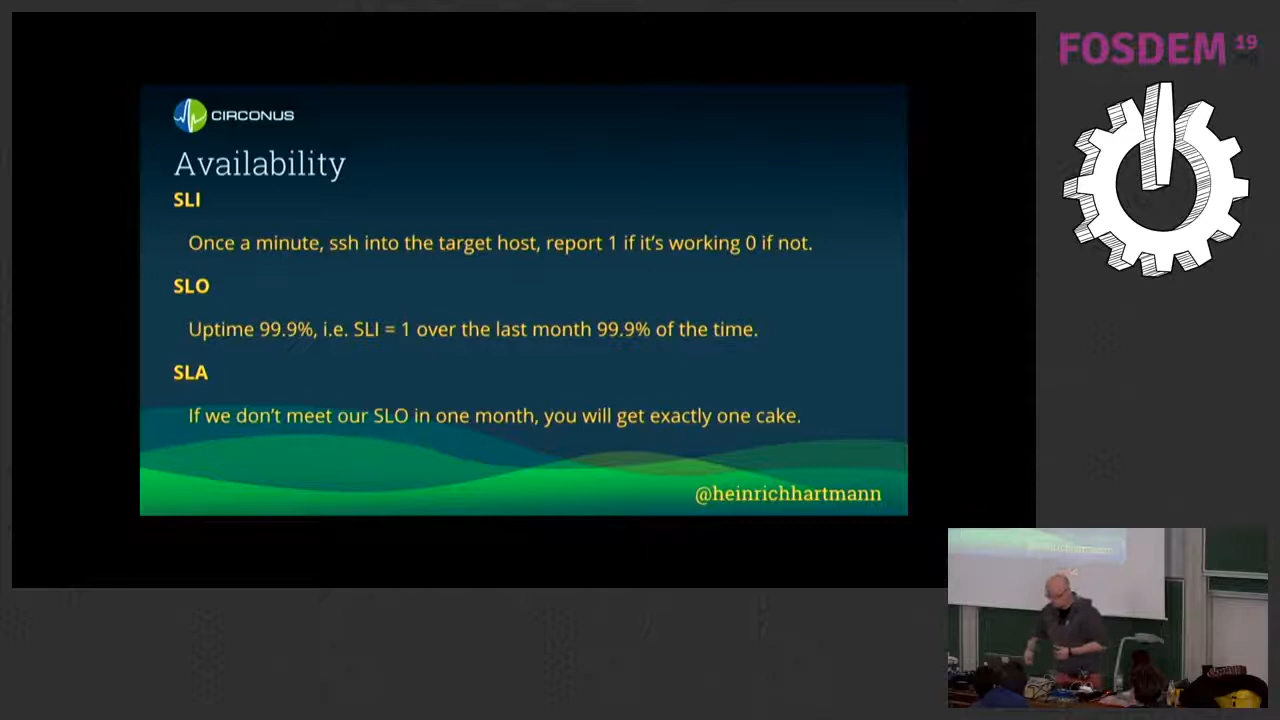 FOSDEM 19
CIRCONUS
Availability
SLI
Once a minute, ssh into the target host, report 1 if it’s working 0 if not.
SLO
Uptime 99.9%, i.e. SLI = 1 over the last month 99.9% of the time.
SLA
If we don’t meet our SLO in one month, you will get exactly one cake.
@heinrichhartmann